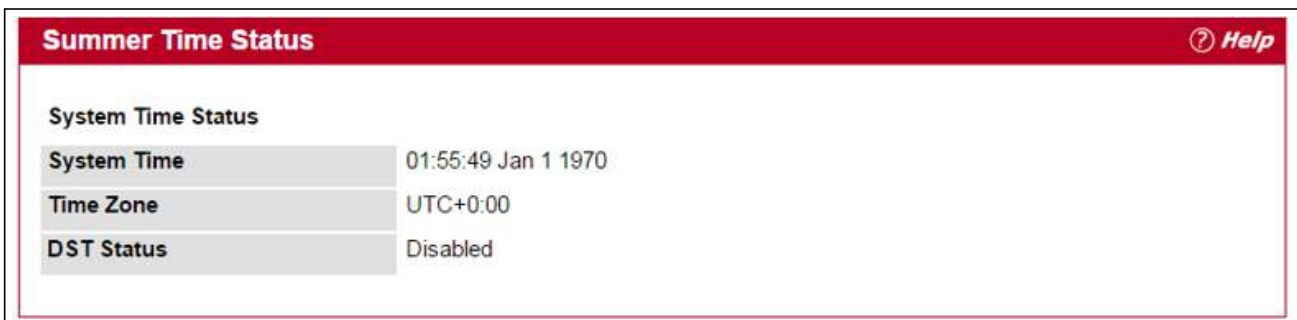 Summer Time Status ? Help
System Time Status
System Time 01:55:49 Jan 1 1970
Time Zone UTC+0:00
DST Status Disabled